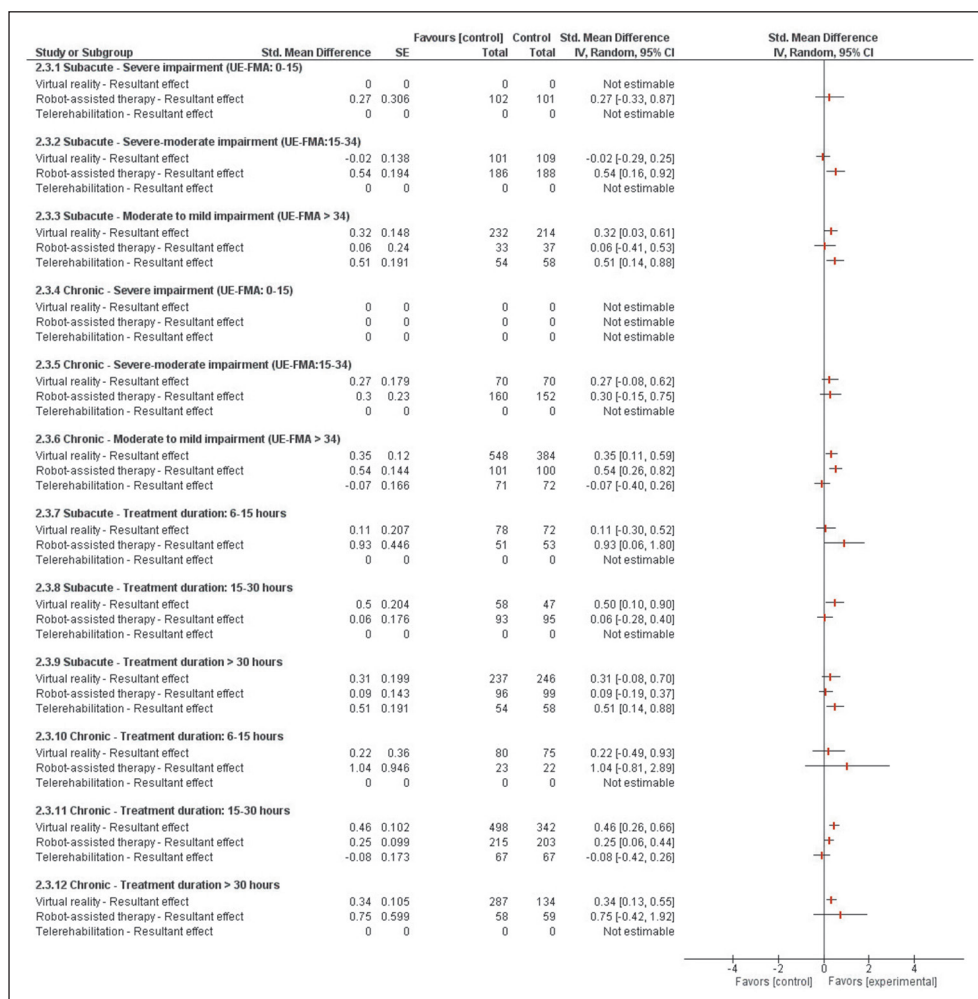 Favours [control] Control Std. Mean Difference Std. Mean Difference
Study or Subgroup Std. Mean Difference SE Total Total IV, Random, 95% CI IV, Random, 95% CI
2.3.1 Subacute - Severe impairment (UE-FMA: 0-15)
Virtual reality - Resultant effect 0 0 0 0 Not estimable
Robot-assisted therapy - Resultant effect 0.27 0.306 102 101 0.27 [-0.33, 0.87]
Telerehabilitation - Resultant effect 0 0 0 0 Not estimable
2.3.2 Subacute - Severe-moderate impairment (UE-FMA:15-34)
Virtual reality - Resultant effect -0.02 0.138 101 109 -0.02 [-0.29, 0.25]
Robot-assisted therapy - Resultant effect 0.54 0.194 186 188 0.54 [0.16, 0.92]
Telerehabilitation - Resultant effect 0 0 0 0 Not estimable
2.3.3 Subacute - Moderate to mild impairment (UE-FMA > 34)
Virtual reality - Resultant effect 0.32 0.148 232 214 0.32 [0.03, 0.61]
Robot-assisted therapy - Resultant effect 0.06 0.24 33 37 0.06 [-0.41, 0.53]
Telerehabilitation - Resultant effect 0.51 0.191 54 58 0.51 [0.14, 0.88]
2.3.4 Chronic - Severe impairment (UE-FMA: 0-15)
Virtual reality - Resultant effect 0 0 0 0 Not estimable
Robot-assisted therapy - Resultant effect 0 0 0 0 Not estimable
Telerehabilitation - Resultant effect 0 0 0 0 Not estimable
2.3.5 Chronic - Severe-moderate impairment (UE-FMA:15-34)
Virtual reality - Resultant effect 0.27 0.179 70 70 0.27 [-0.08, 0.62]
Robot-assisted therapy - Resultant effect 0.3 0.23 160 152 0.30 [-0.15, 0.75]
Telerehabilitation - Resultant effect 0 0 0 0 Not estimable
2.3.6 Chronic - Moderate to mild impairment (UE-FMA > 34)
Virtual reality - Resultant effect 0.35 0.12 548 384 0.35 [0.11, 0.59]
Robot-assisted therapy - Resultant effect 0.54 0.144 101 100 0.54 [0.26, 0.82]
Telerehabilitation - Resultant effect -0.07 0.166 71 72 -0.07 [-0.40, 0.26]
2.3.7 Subacute - Treatment duration: 6-15 hours
Virtual reality - Resultant effect 0.11 0.207 78 72 0.11 [-0.30, 0.52]
Robot-assisted therapy - Resultant effect 0.93 0.446 51 53 0.93 [0.06, 1.80]
Telerehabilitation - Resultant effect 0 0 0 0 Not estimable
2.3.8 Subacute - Treatment duration: 15-30 hours
Virtual reality - Resultant effect 0.5 0.204 58 47 0.50 [0.10, 0.90]
Robot-assisted therapy - Resultant effect 0.06 0.176 93 95 0.06 [-0.28, 0.40]
Telerehabilitation - Resultant effect 0 0 0 0 Not estimable
2.3.9 Subacute - Treatment duration > 30 hours
Virtual reality - Resultant effect 0.31 0.199 237 246 0.31 [-0.08, 0.70]
Robot-assisted therapy - Resultant effect 0.09 0.143 96 99 0.09 [-0.19, 0.37]
Telerehabilitation - Resultant effect 0.51 0.191 54 58 0.51 [0.14, 0.88]
2.3.10 Chronic - Treatment duration: 6-15 hours
Virtual reality - Resultant effect 0.22 0.36 80 75 0.22 [-0.49, 0.93]
Robot-assisted therapy - Resultant effect 1.04 0.946 23 22 1.04 [-0.81, 2.89]
Telerehabilitation - Resultant effect 0 0 0 0 Not estimable
2.3.11 Chronic - Treatment duration: 15-30 hours
Virtual reality - Resultant effect 0.46 0.102 498 342 0.46 [0.26, 0.66]
Robot-assisted therapy - Resultant effect 0.25 0.099 215 203 0.25 [0.06, 0.44]
Telerehabilitation - Resultant effect -0.08 0.173 67 67 -0.08 [-0.42, 0.26]
2.3.12 Chronic - Treatment duration > 30 hours
Virtual reality - Resultant effect 0.34 0.105 287 134 0.34 [0.13, 0.55]
Robot-assisted therapy - Resultant effect 0.75 0.599 58 59 0.75 [-0.42, 1.92]
Telerehabilitation - Resultant effect 0 0 0 0 Not estimable
-4 -2 0 2 4
Favors [control] Favors [experimental]